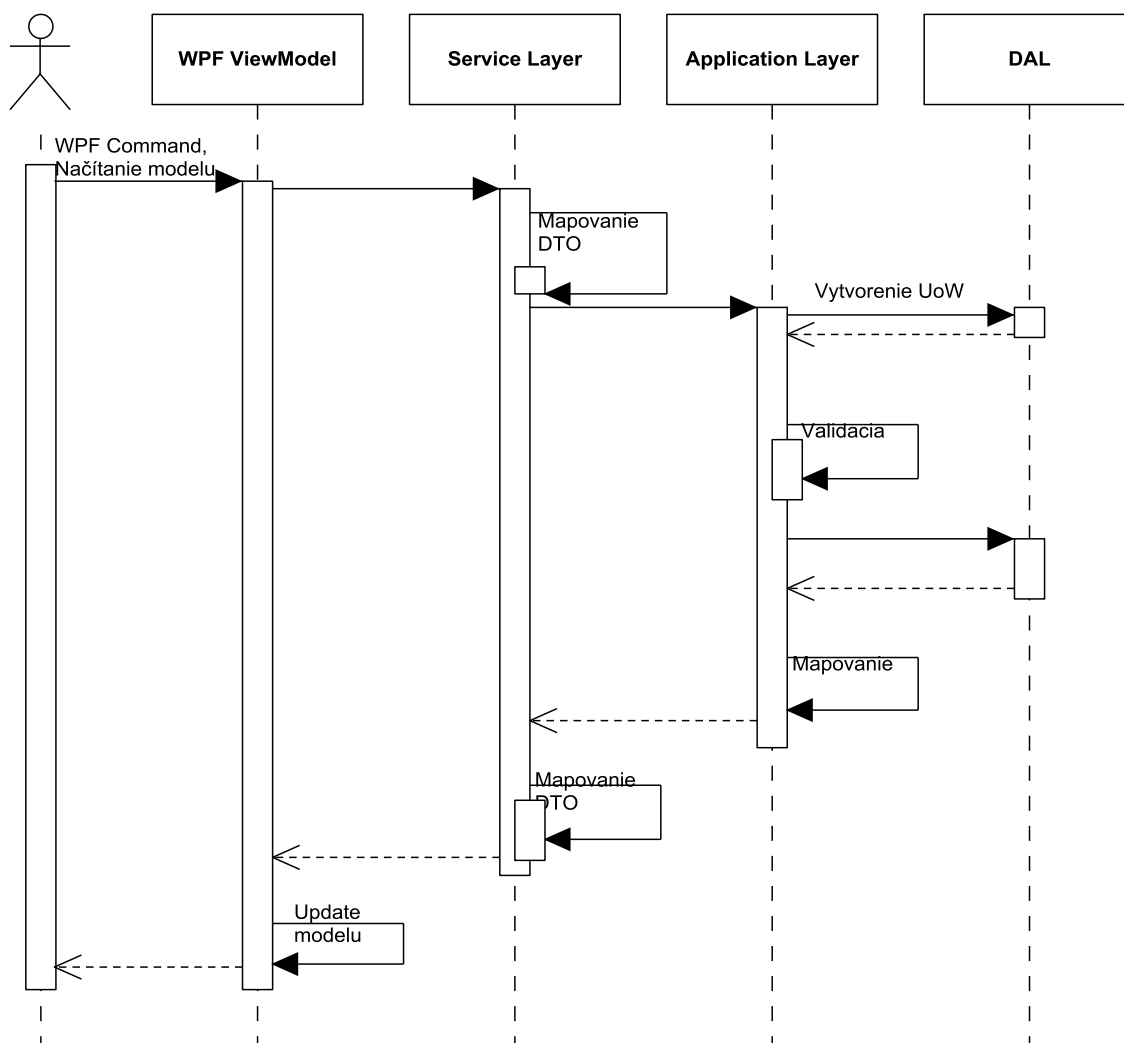 WPF ViewModel
Service Layer
Application Layer
DAL
WPF Command,
Načítanie modelu
Mapovanie
DTO
Vytvorenie UoW
Validacia
Mapovanie
Mapovanie
DTO
Update
modelu